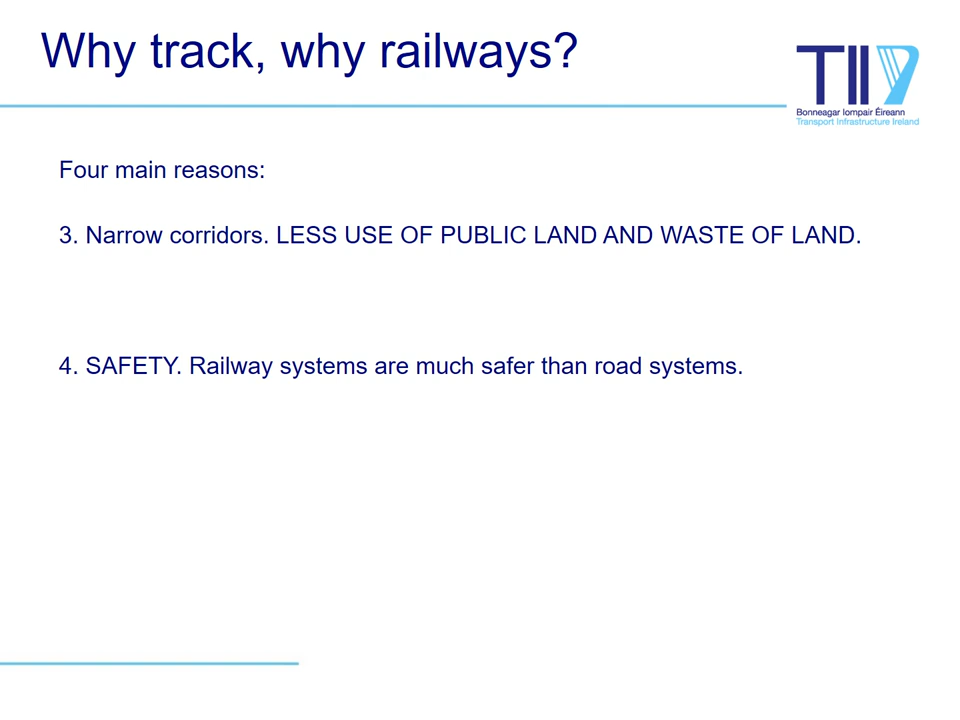 Why track, why railways?
TII
Bonneagar Iompair Éireann
Transport Infrastructure Ireland
Four main reasons:
3. Narrow corridors. LESS USE OF PUBLIC LAND AND WASTE OF LAND.
4. SAFETY. Railway systems are much safer than road systems.